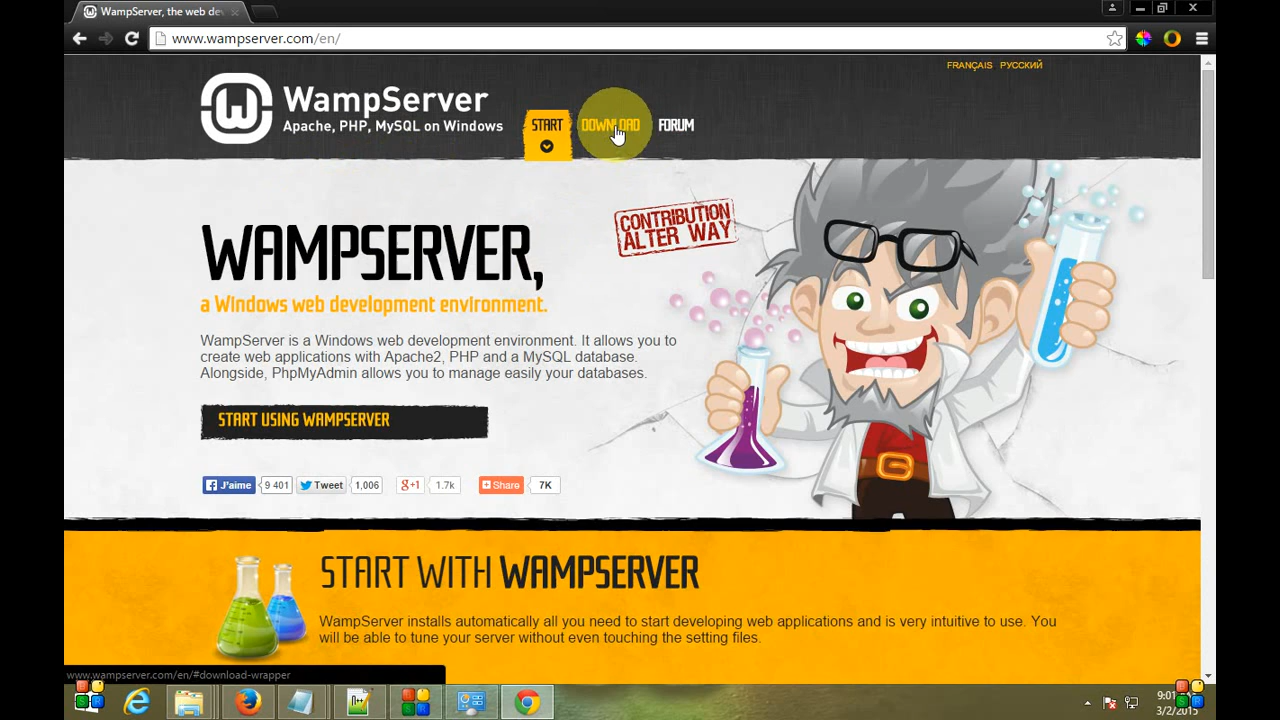 WampServer, the web dev
www.wampserver.com/en/
FRANÇAIS РУССКИЙ
WampServer
Apache, PHP, MySQL on Windows
START DOWNLOAD FORUM
CONTRIBUTION
ALTER WAY
WAMPSERVER,
a Windows web development environment.
WampServer is a Windows web development environment. It allows you to
create web applications with Apache2, PHP and a MySQL database.
Alongside, PhpMyAdmin allows you to manage easily your databases.
START USING WAMPSERVER
J'aime 9 401 Tweet 1,006 g+1 1.7k Share 7K
START WITH WAMPSERVER
WampServer installs automatically all you need to start developing web applications and is very intuitive to use. You
will be able to tune your server without even touching the setting files.
www.wampserver.com/en/#download-wrapper
9:01
3/2/2015